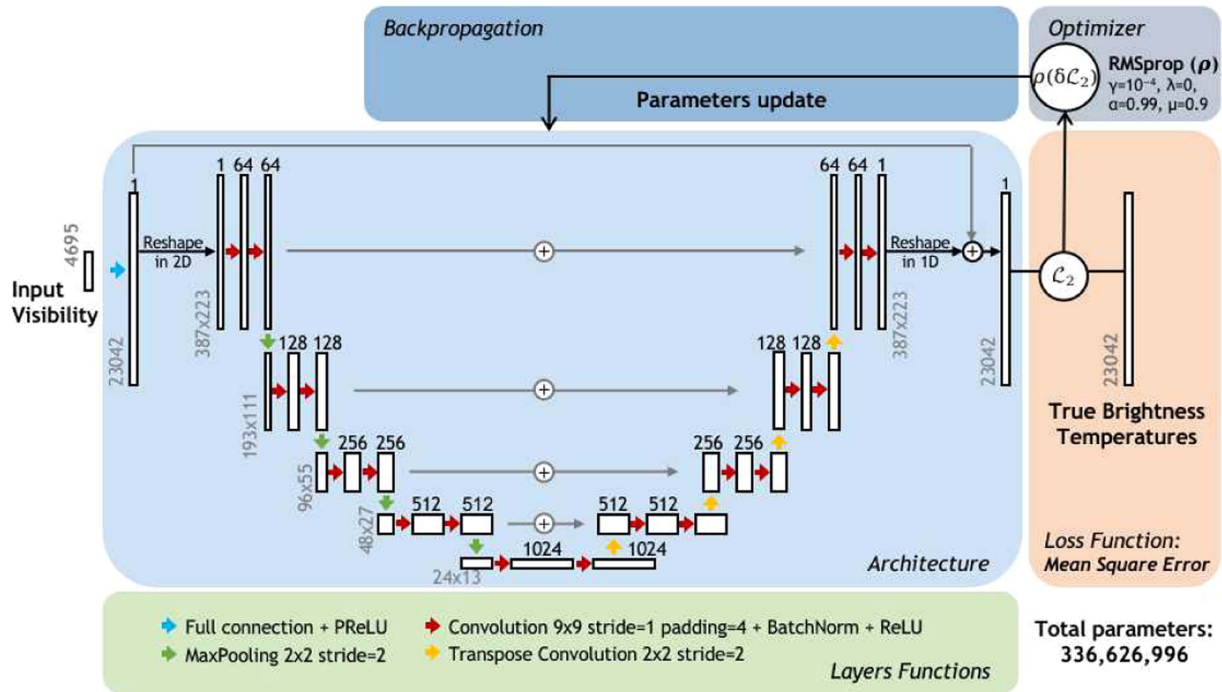 Backpropagation
Optimizer
ρ(δℒ₂)
RMSprop (ρ)
γ=10⁻⁴, λ=0,
α=0.99, μ=0.9
Parameters update
1
1 64 64
64 64 1
1
4695
Reshape
in 2D
+
Reshape
in 1D
+
ℒ₂
Input
Visibility
23042
387x223
387x223
23042
23042
128 128
128 128
193x111
+
True Brightness
Temperatures
256 256
256 256
96x55
+
512 512
512 512
48x27
+
1024
1024
24x13
Architecture
Loss Function:
Mean Square Error
Full connection + PReLU
Convolution 9x9 stride=1 padding=4 + BatchNorm + ReLU
MaxPooling 2x2 stride=2
Transpose Convolution 2x2 stride=2
Layers Functions
Total parameters:
336,626,996